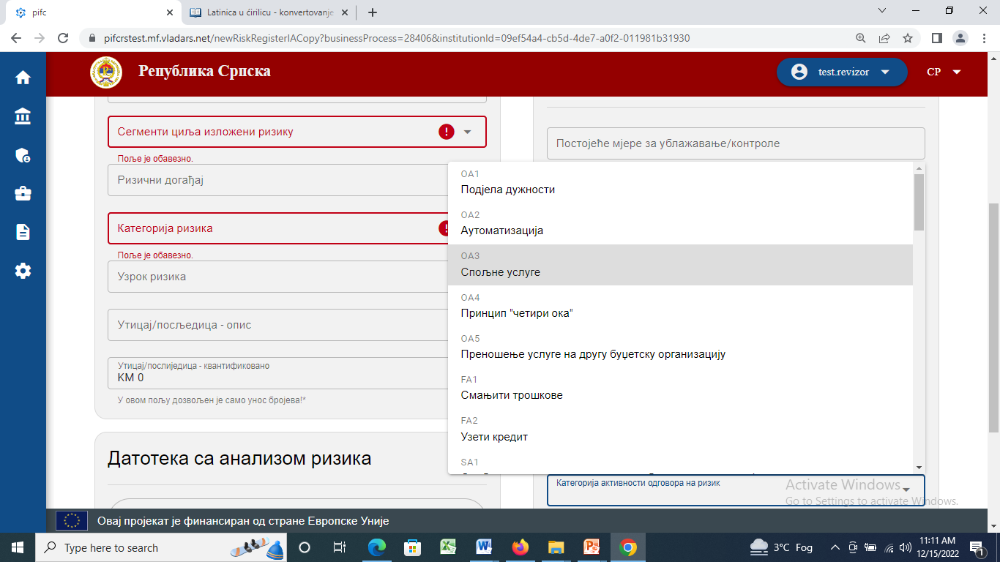 pifc
Latinica u ćirilicu - konvertovanje
pifcrstest.mf.vladars.net/newRiskRegisterIACopy?businessProcess=28406&institutionId=09ef54a4-cb5d-4de7-a0f2-011981b31930
Република Српска
test.revizor
СР
Сегменти циља изложени ризику
Поље је обавезно.
Ризични догађај
Категорија ризика
Поље је обавезно.
Узрок ризика
Утицај/посљедица - опис
Утицај/послиједица - квантификовано
KM 0
У овом пољу дозвољен је само унос бројева!*
Датотека са анализом ризика
Постојеће мјере за ублажавање/контроле
OA1
Подјела дужности
OA2
Аутоматизација
OA3
Спољне услуге
OA4
Принцип "четири ока"
OA5
Преношење услуге на другу буџетску организацију
FA1
Смањити трошкове
FA2
Узети кредит
SA1
Категорија активности одговора на ризик
Activate Windows
Go to Settings to activate Windows.
Овај пројекат је финансиран од стране Европске Уније
Type here to search
3°C Fog
11:11 AM
12/15/2022
1